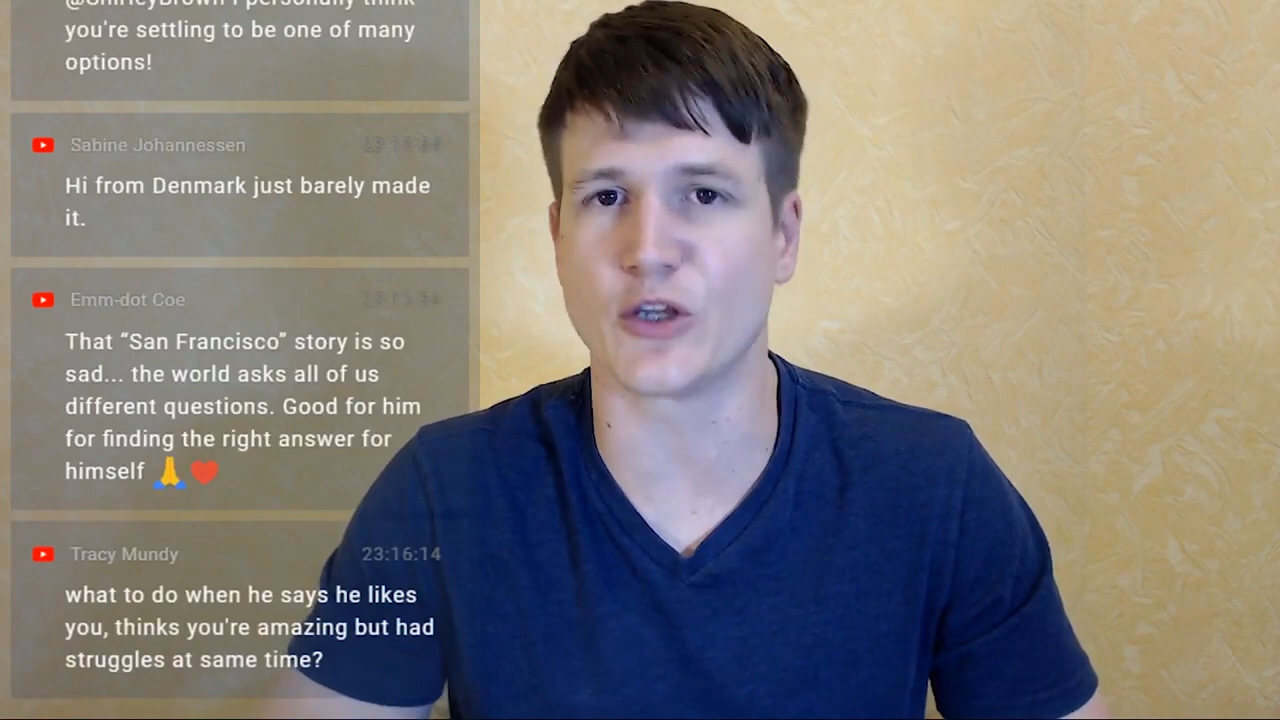 you're settling to be one of many
options!
Sabine Johannessen
Hi from Denmark just barely made
it.
Emm-dot Coe
That “San Francisco” story is so
sad... the world asks all of us
different questions. Good for him
for finding the right answer for
himself 🙏❤️
Tracy Mundy 23:16:14
what to do when he says he likes
you, thinks you're amazing but had
struggles at same time?